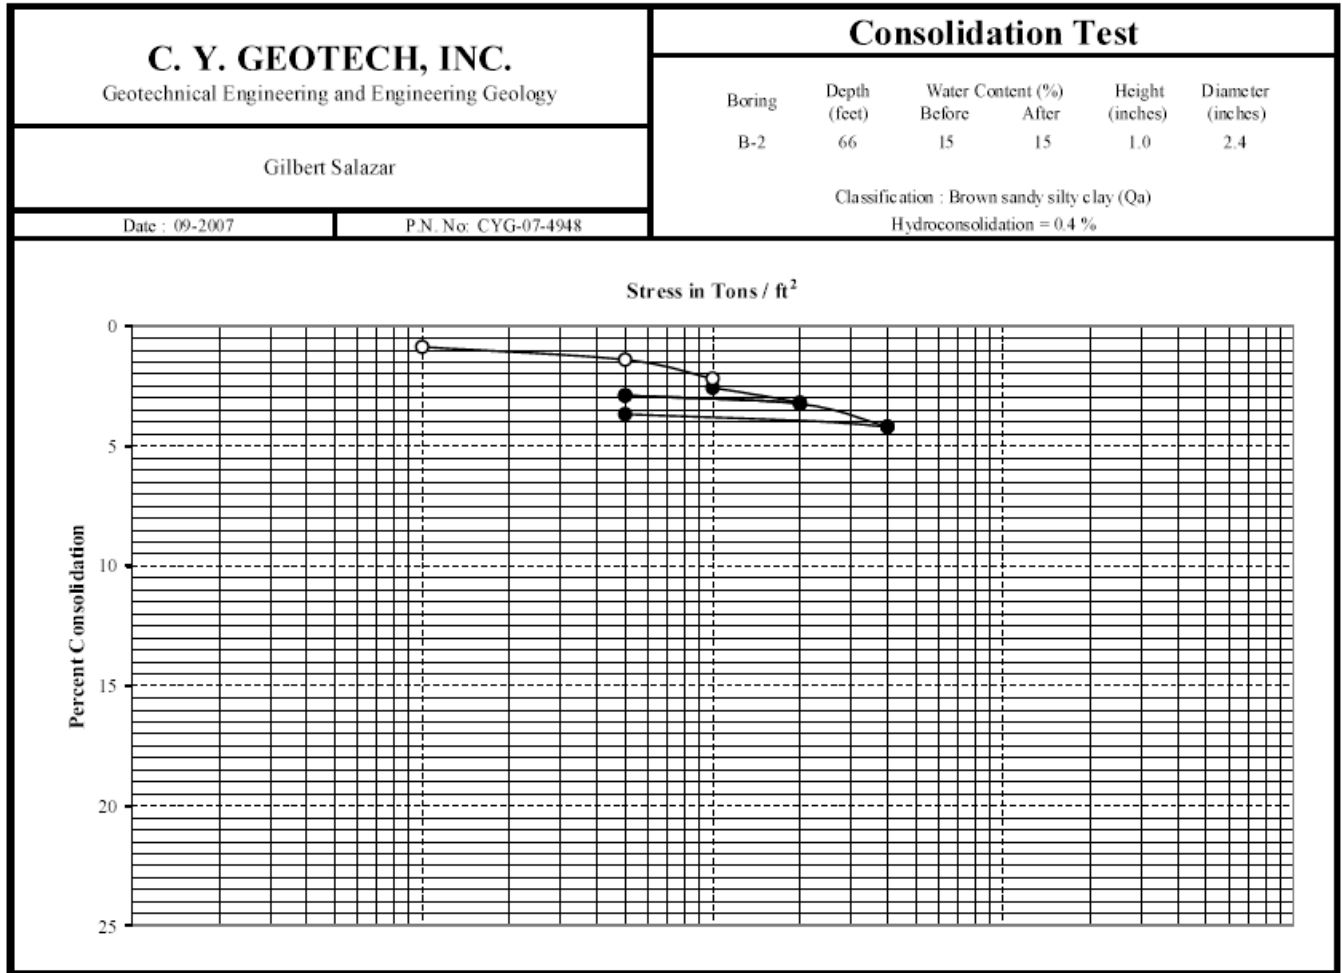 C. Y. GEOTECH, INC.
Geotechnical Engineering and Engineering Geology
Gilbert Salazar
Date : 09-2007
P.N. No: CYG-07-4948
Consolidation Test
Boring Depth (feet) Water Content (%) Before After Height (inches) Diameter (inches)
B-2 66 15 15 1.0 2.4
Classification : Brown sandy silty clay (Qa)
Hydroconsolidation = 0.4 %
Stress in Tons / ft²
Percent Consolidation
0
5
10
15
20
25